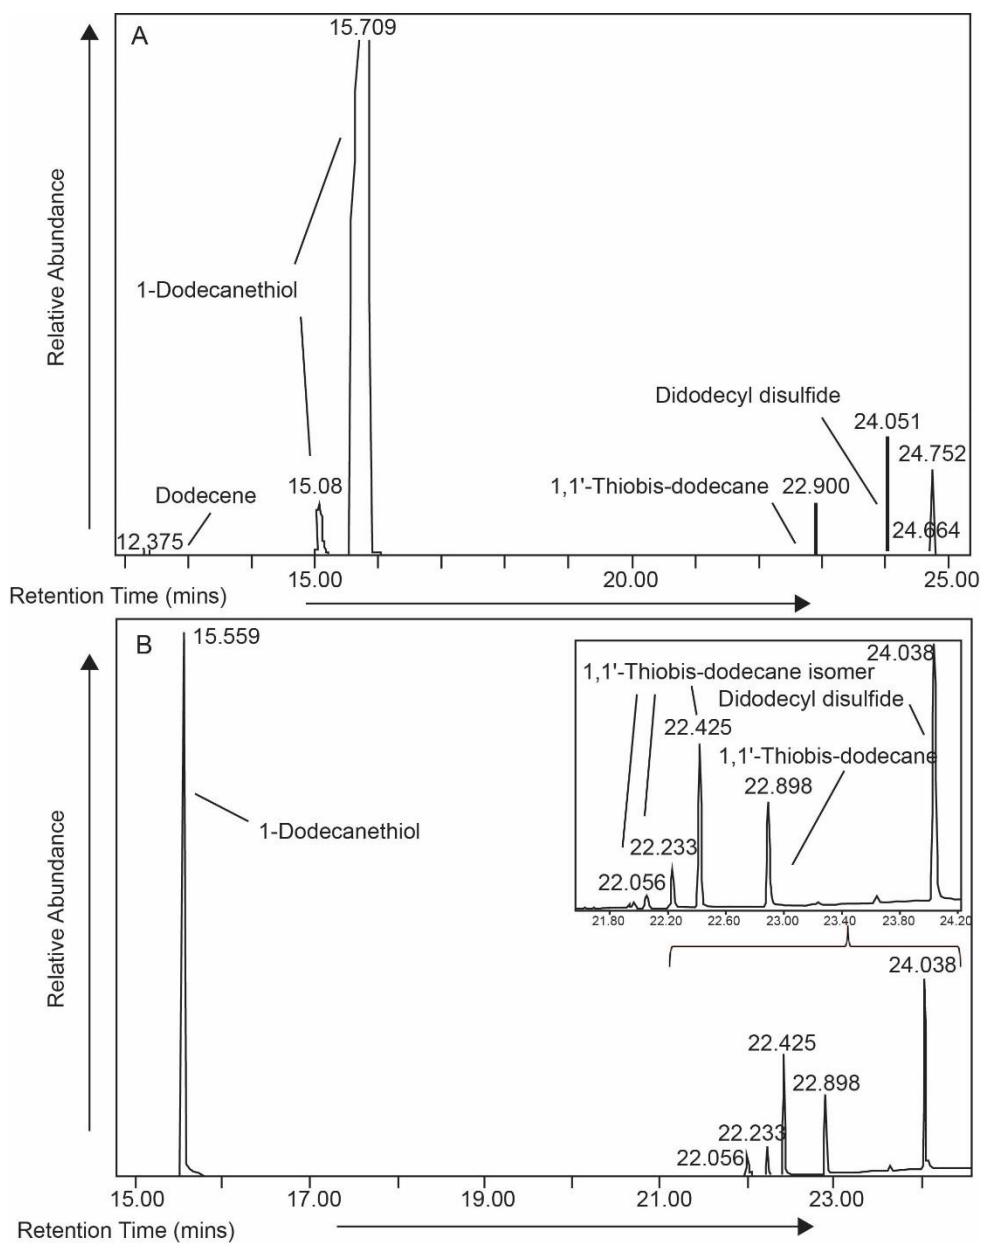 A
15.709
Relative Abundance
1-Dodecanethiol
Didodecyl disulfide
24.051
24.752
Dodecene
15.08
1,1'-Thiobis-dodecane
22.900
12.375
24.664
15.00
20.00
25.00
Retention Time (mins)
B
15.559
Relative Abundance
1-Dodecanethiol
24.038
1,1'-Thiobis-dodecane isomer
Didodecyl disulfide
22.425
1,1'-Thiobis-dodecane
22.898
22.233
22.056
21.80 22.20 22.60 23.00 23.40 23.80 24.20
24.038
22.425
22.898
22.233
22.056
15.00 17.00 19.00 21.00 23.00
Retention Time (mins)